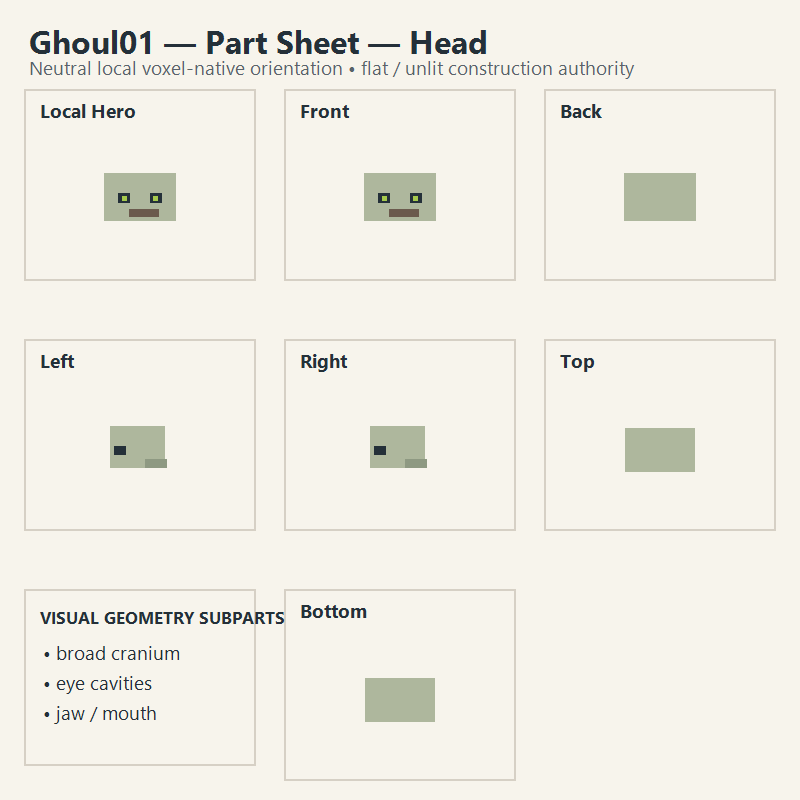 Ghoul01 — Part Sheet — Head
Neutral local voxel-native orientation • flat / unlit construction authority
Local Hero
Front
Back
Left
Right
Top
VISUAL GEOMETRY SUBPARTS
• broad cranium
• eye cavities
• jaw / mouth
Bottom